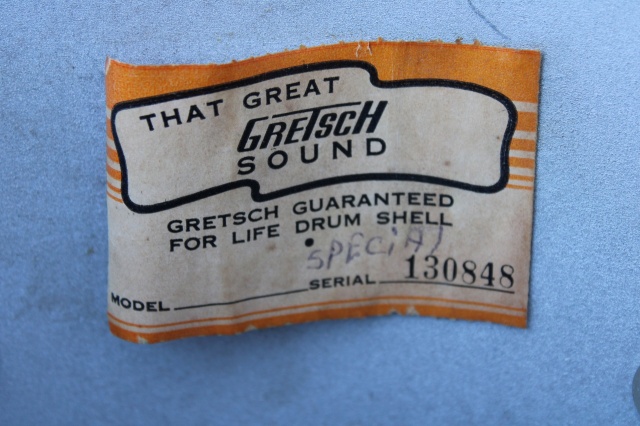 THAT GREAT
GRETSCH
SOUND
GRETSCH GUARANTEED
FOR LIFE DRUM SHELL
SPECIAL
MODEL SERIAL 130848